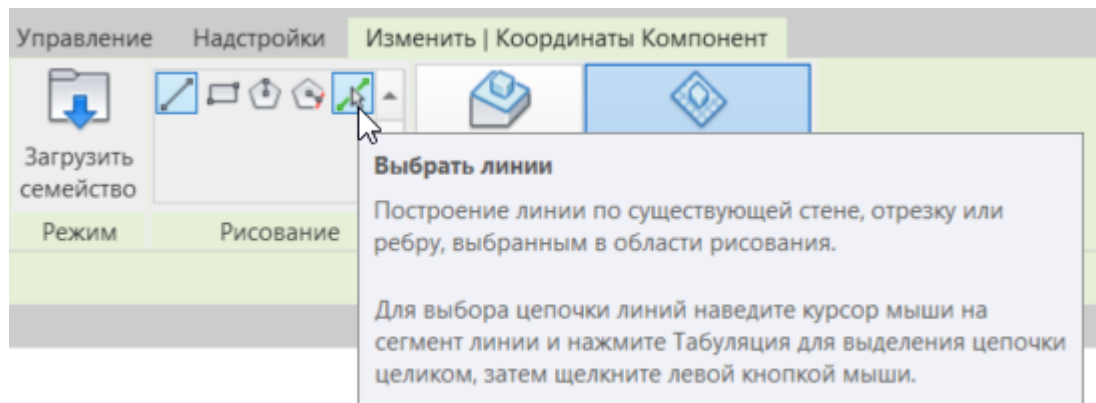 Управление Надстройки Изменить | Координаты Компонент
Загрузить
семейство
Режим Рисование
Выбрать линии
Построение линии по существующей стене, отрезку или
ребру, выбранным в области рисования.
Для выбора цепочки линий наведите курсор мыши на
сегмент линии и нажмите Табуляция для выделения цепочки
целиком, затем щелкните левой кнопкой мыши.